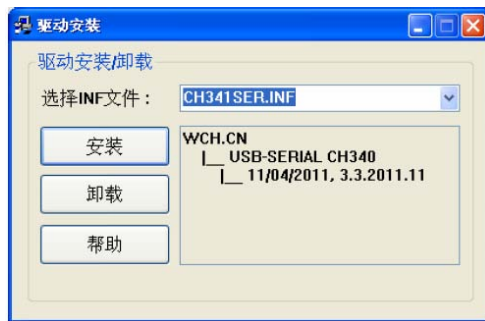 驱动安装
驱动安装/卸载
选择INF文件：
CH341SER.INF
安装
卸载
帮助
WCH.CN
|__ USB-SERIAL CH340
|__ 11/04/2011, 3.3.2011.11